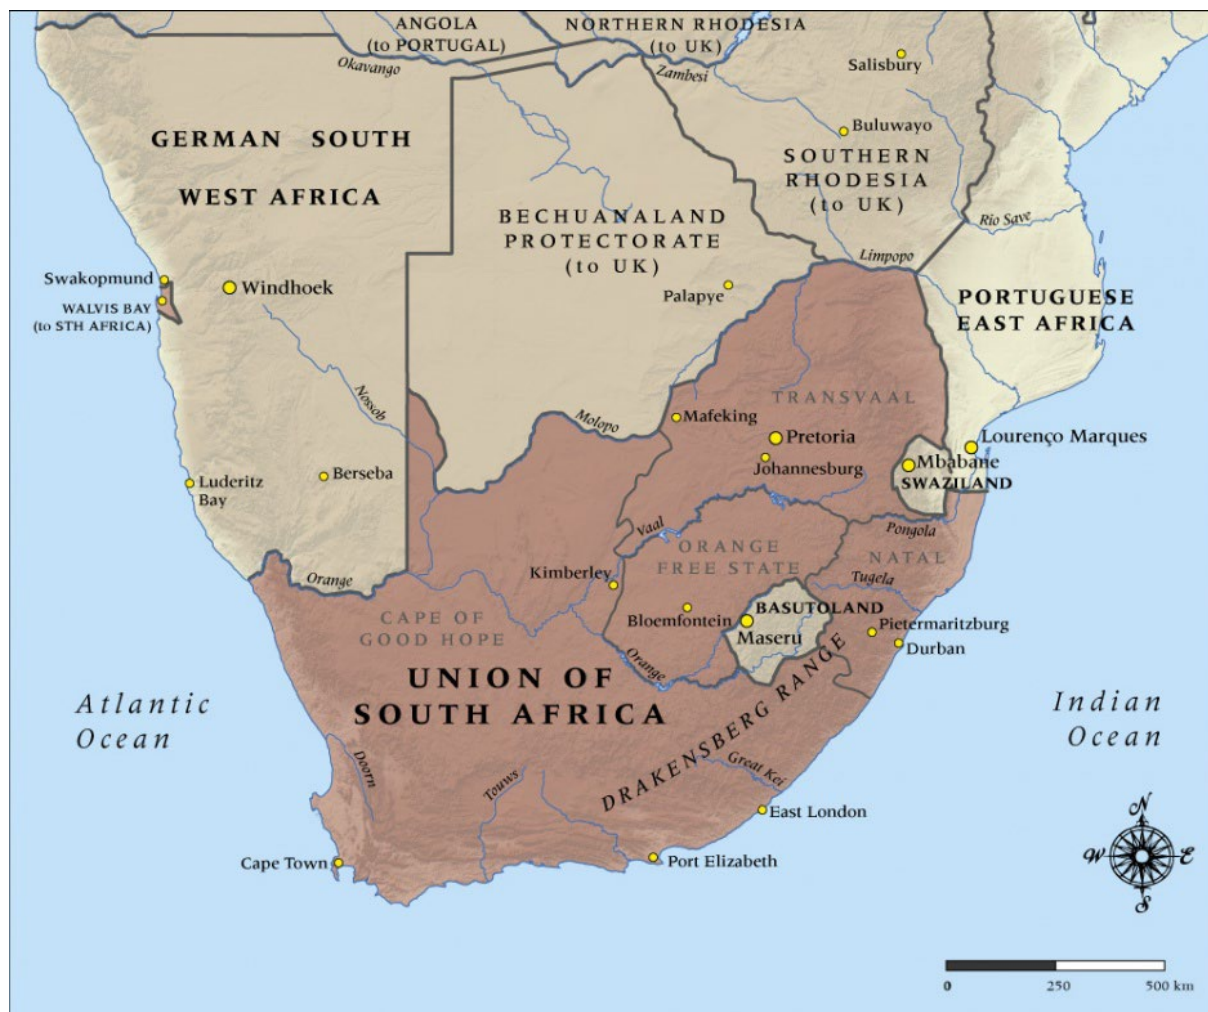 ANGOLA
(to PORTUGAL)
NORTHERN RHODESIA
(to UK)
Okavango
Zambesi
Salisbury
GERMAN SOUTH
WEST AFRICA
Buluwayo
SOUTHERN
RHODESIA
(to UK)
BECHUANALAND
PROTECTORATE
(to UK)
Rio Save
Limpopo
Swakopmund
Windhoek
WALVIS BAY
(to STH AFRICA)
Palapye
PORTUGUESE
EAST AFRICA
Nossob
Molopo
TRANSVAAL
Mafeking
Pretoria
Lourenço Marques
Johannesburg
Mbabane
SWAZILAND
Luderitz
Bay
Berseba
Vaal
Pongola
ORANGE
FREE STATE
NATAL
Orange
Kimberley
Tugela
CAPE OF
GOOD HOPE
Bloemfontein
BASUTOLAND
Maseru
Pietermaritzburg
Durban
Orange
UNION OF
SOUTH AFRICA
DRAKENSBERG RANGE
Atlantic
Ocean
Indian
Ocean
Doorn
Touws
Great Kei
East London
Cape Town
Port Elizabeth
N
W
E
S
0 250 500 km